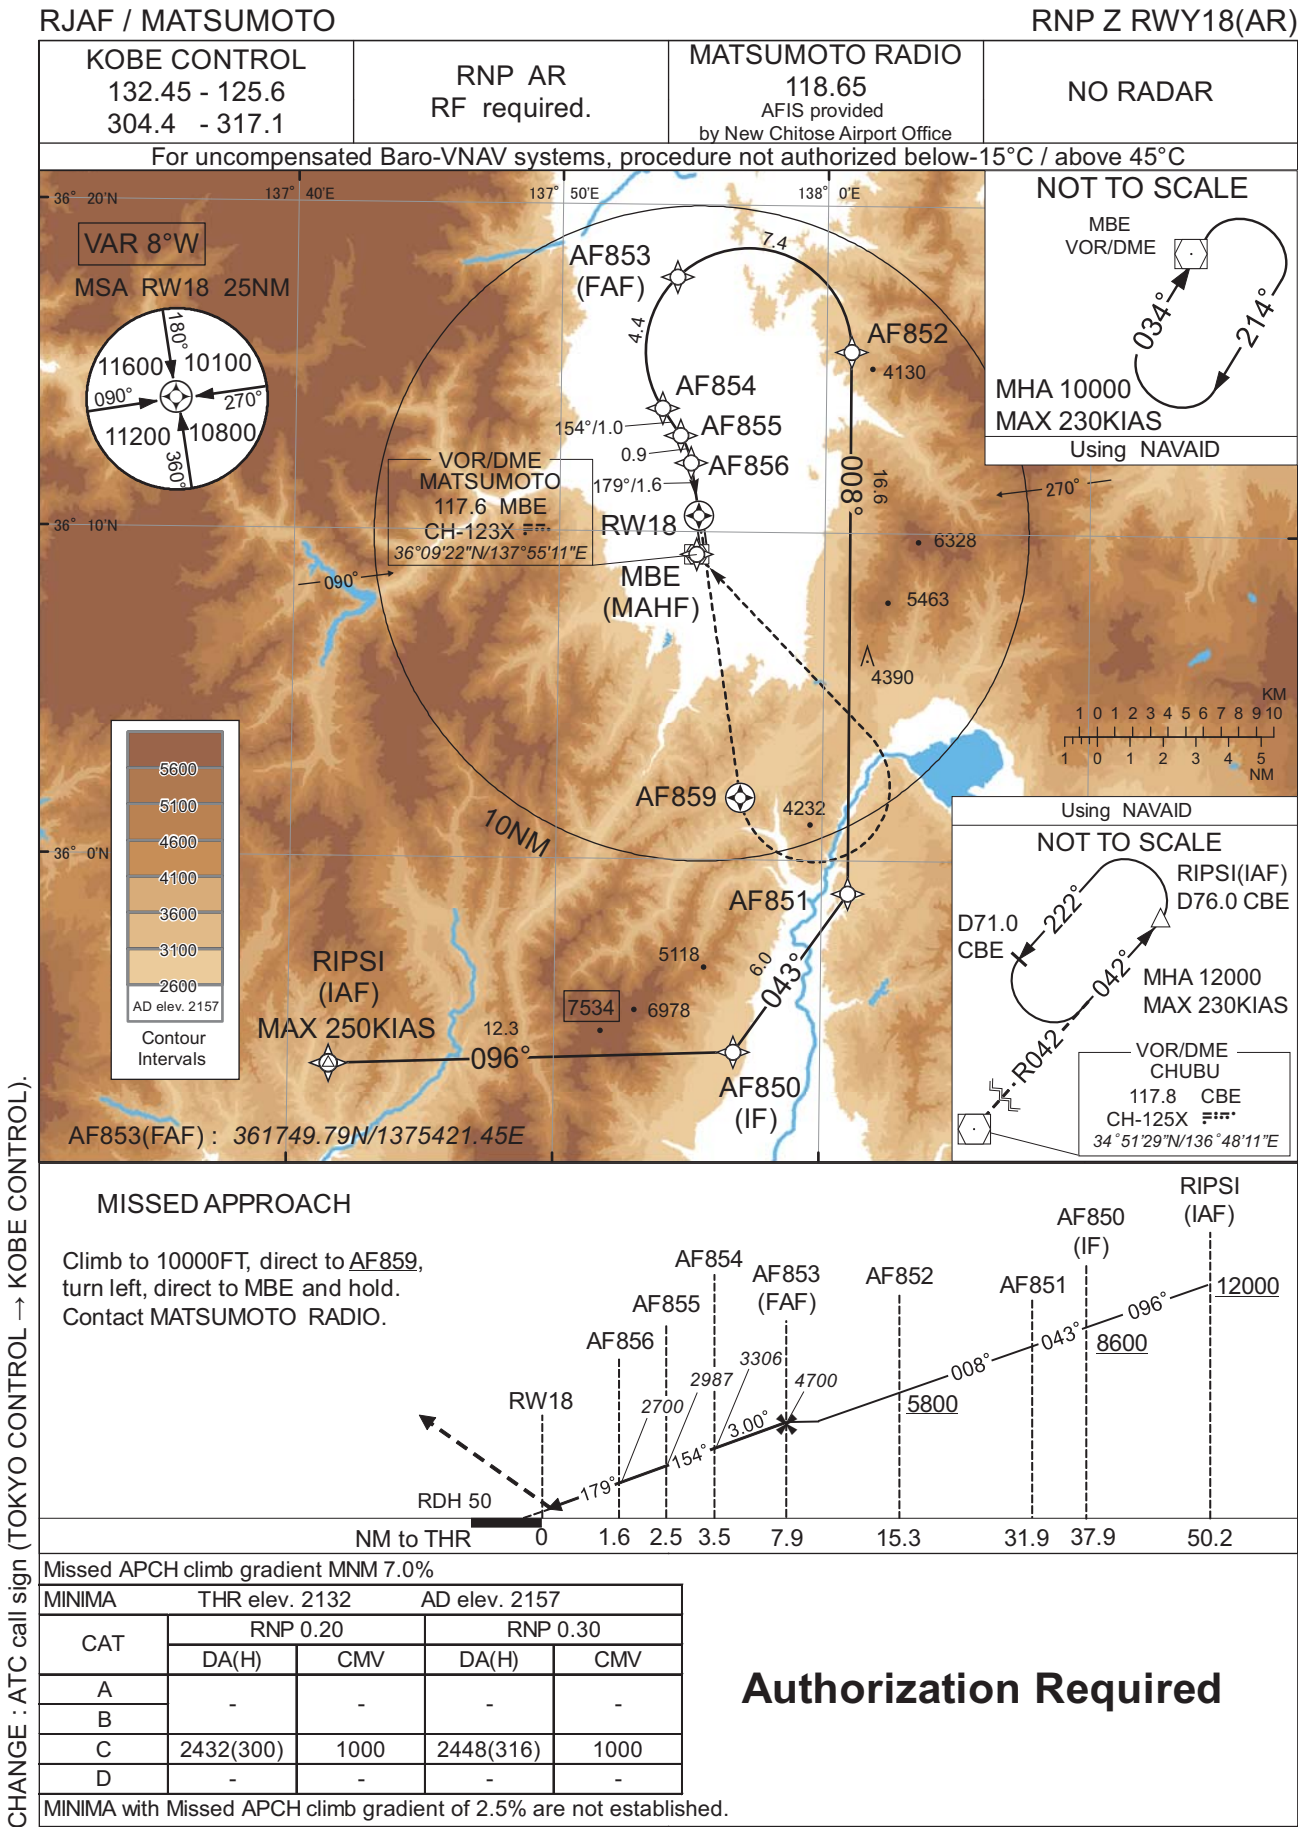 RJAF / MATSUMOTO
RNP Z RWY18(AR)
KOBE CONTROL
132.45 - 125.6
304.4 - 317.1
RNP AR
RF required.
MATSUMOTO RADIO
118.65
AFIS provided
by New Chitose Airport Office
NO RADAR
For uncompensated Baro-VNAV systems, procedure not authorized below-15°C / above 45°C
36° 20'N
137° 40'E
137° 50'E
138° 0'E
VAR 8°W
MSA RW18 25NM
180°
11600
10100
090°
270°
11200
10800
360°
AF853
(FAF)
7.4
4.4
AF852
4130
AF854
154°/1.0
AF855
0.9
AF856
179°/1.6
VOR/DME
MATSUMOTO
117.6 MBE
CH-123X
36°09'22"N/137°55'11"E
RW18
MBE
(MAHF)
008°
16.6
270°
6328
5463
4390
36° 10'N
090°
NOT TO SCALE
MBE
VOR/DME
034°
214°
MHA 10000
MAX 230KIAS
Using NAVAID
KM
1 0 1 2 3 4 5 6 7 8 9 10
1 0 1 2 3 4 5
NM
5600
5100
4600
4100
3600
3100
2600
AD elev. 2157
Contour
Intervals
36° 0'N
AF859
4232
10NM
AF851
5118
6.0
043°
7534
6978
RIPSI
(IAF)
MAX 250KIAS
12.3
096°
AF850
(IF)
AF853(FAF) : 361749.79N/1375421.45E
Using NAVAID
NOT TO SCALE
RIPSI(IAF)
D76.0 CBE
D71.0
CBE
222°
042°
MHA 12000
MAX 230KIAS
R042
VOR/DME
CHUBU
117.8 CBE
CH-125X
34°51'29"N/136°48'11"E
MISSED APPROACH
Climb to 10000FT, direct to AF859,
turn left, direct to MBE and hold.
Contact MATSUMOTO RADIO.
RIPSI
(IAF)
AF850
(IF)
AF854
AF853
(FAF)
AF852
AF851
AF855
AF856
RW18
12000
096°
8600
043°
008°
5800
4700
3306
2987
2700
3.00°
154°
179°
RDH 50
NM to THR 0 1.6 2.5 3.5 7.9 15.3 31.9 37.9 50.2
Missed APCH climb gradient MNM 7.0%
MINIMA THR elev. 2132 AD elev. 2157
CAT RNP 0.20 RNP 0.30
DA(H) CMV DA(H) CMV
A - - - -
B
C 2432(300) 1000 2448(316) 1000
D - - - -
MINIMA with Missed APCH climb gradient of 2.5% are not established.
Authorization Required
CHANGE : ATC call sign (TOKYO CONTROL → KOBE CONTROL).